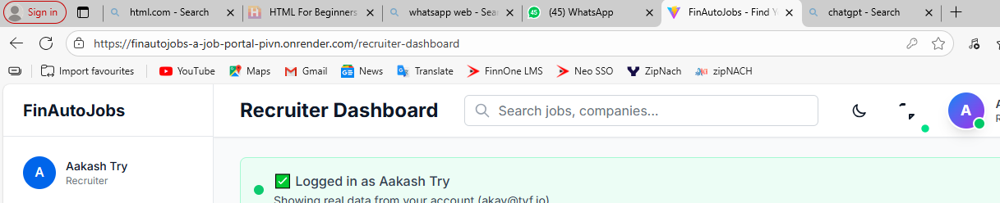 Sign in
html.com - Search
HTML For Beginners
whatsapp web - Sear
45
(45) WhatsApp
FinAutoJobs - Find Y
chatgpt - Search
https://finautojobs-a-job-portal-pivn.onrender.com/recruiter-dashboard
Import favourites
YouTube
Maps
Gmail
News
Translate
FinnOne LMS
Neo SSO
ZipNach
zipNACH
FinAutoJobs
Recruiter Dashboard
Search jobs, companies...
A
A
Aakash Try
Recruiter
Logged in as Aakash Try
Showing real data from your account (akay@tyf.io)